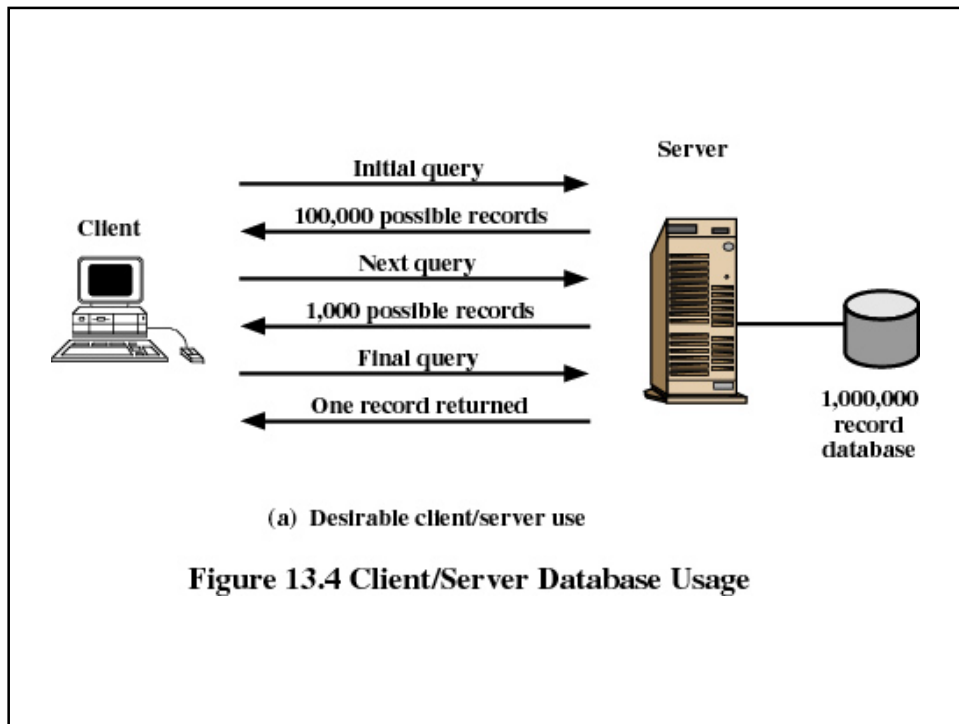 Server
Initial query
100,000 possible records
Client
Next query
1,000 possible records
Final query
One record returned
1,000,000
record
database
(a) Desirable client/server use
Figure 13.4 Client/Server Database Usage